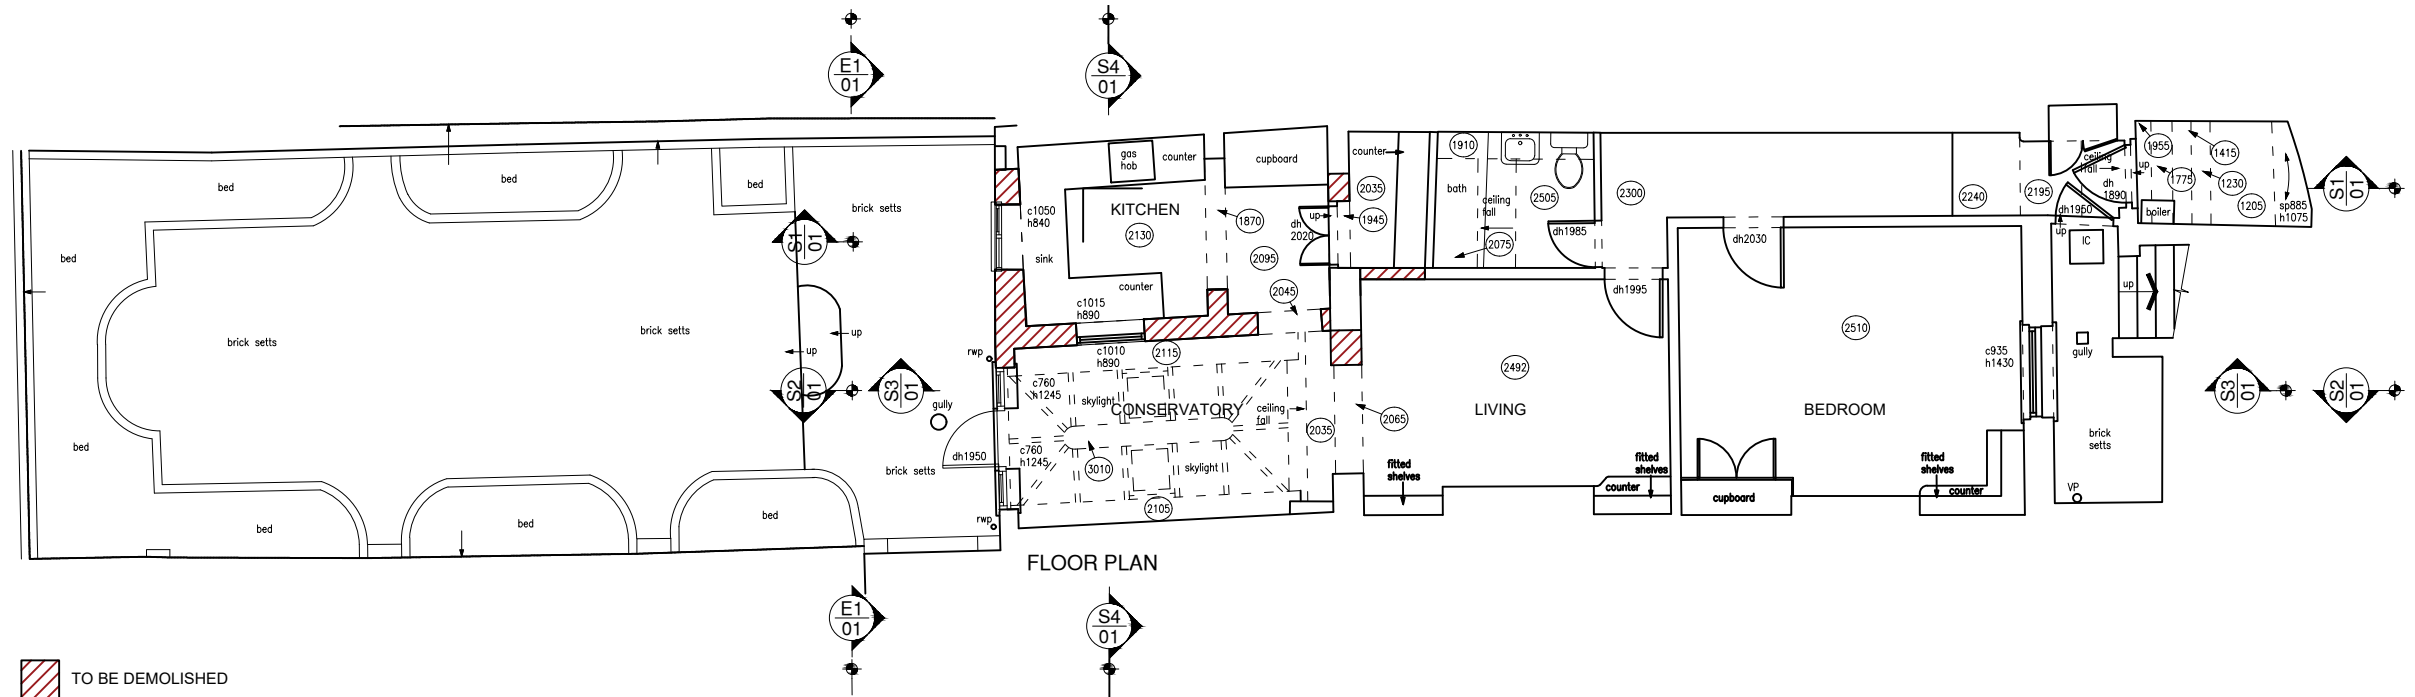 E1
01
S4
01
bed
bed
bed
brick setts
S1
01
bed
brick setts
brick setts
up
up
S2
01
S3
01
gully
rwp
bed
brick setts
dh1950
bed
bed
bed
rwp
gas
hob
counter
cupboard
c1050
h840
KITCHEN
2130
1870
sink
2095
counter
c1015
h890
2045
c1010
h890
2115
c760
h1245
skylight
CONSERVATORY
ceiling
fall
2035
2065
c760
h1245
3010
skylight
2105
counter
2035
up
1945
dh
2020
1910
bath
ceiling
fall
2505
2075
dh1985
2300
dh1995
2492
LIVING
fitted
shelves
fitted
shelves
counter
dh2030
2240
2195
2510
BEDROOM
c935
h1430
cupboard
fitted
shelves
counter
ceiling
fall
up
dh
1890
dh1950
up
IC
boiler
1955
1415
1775
1230
1205
sp885
h1075
S1
01
up
gully
brick
setts
VP
S3
01
S2
01
FLOOR PLAN
E1
01
S4
01
TO BE DEMOLISHED